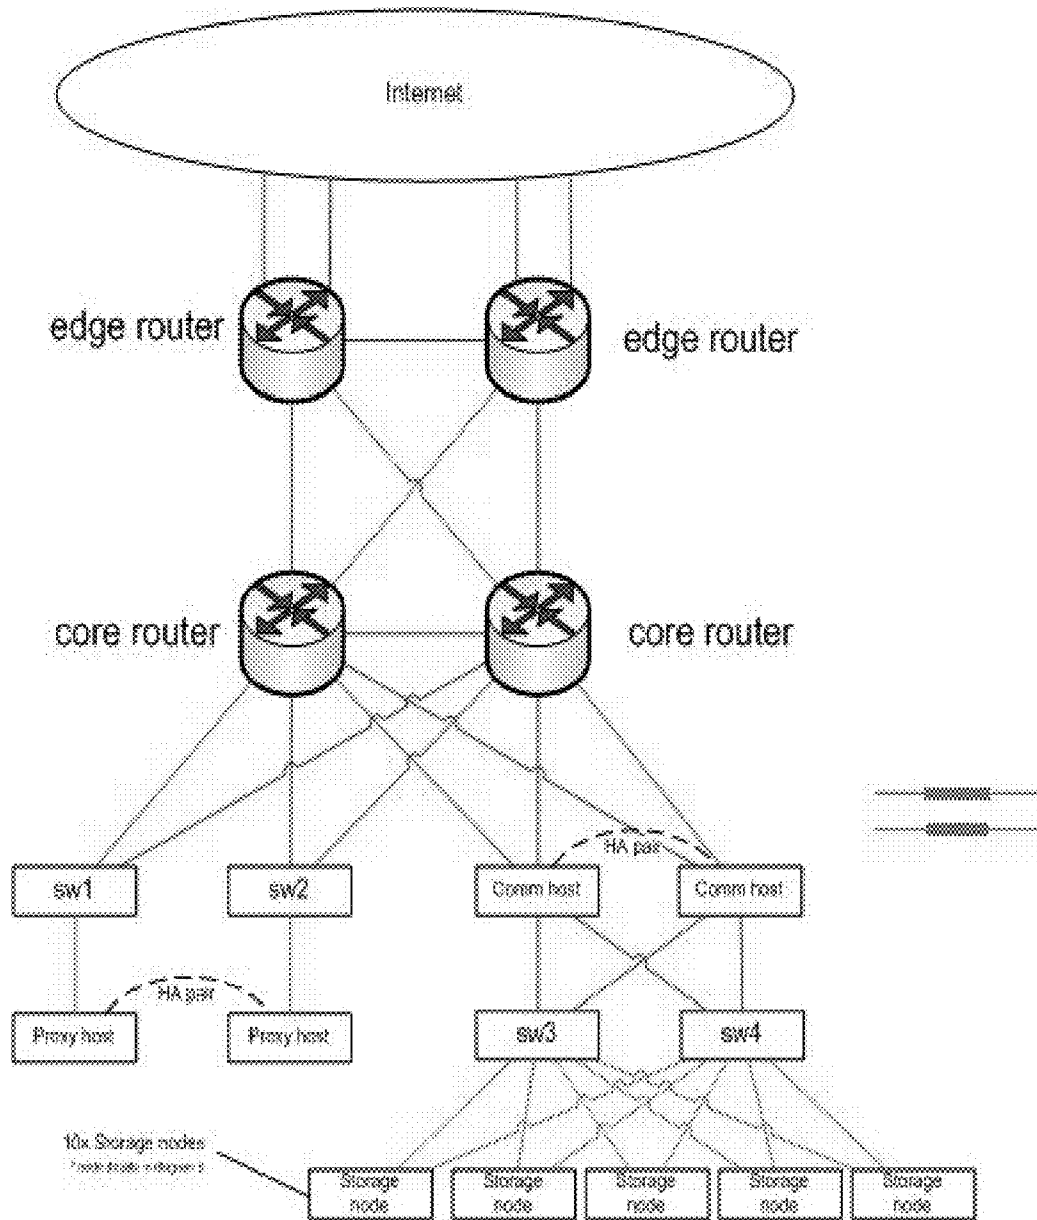 Internet
edge router
edge router
core router
core router
HA pair
sw1
sw2
Comm host
Comm host
HA pair
Proxy host
Proxy host
sw3
sw4
10x Storage nodes
Storage
node
Storage
node
Storage
node
Storage
node
Storage
node